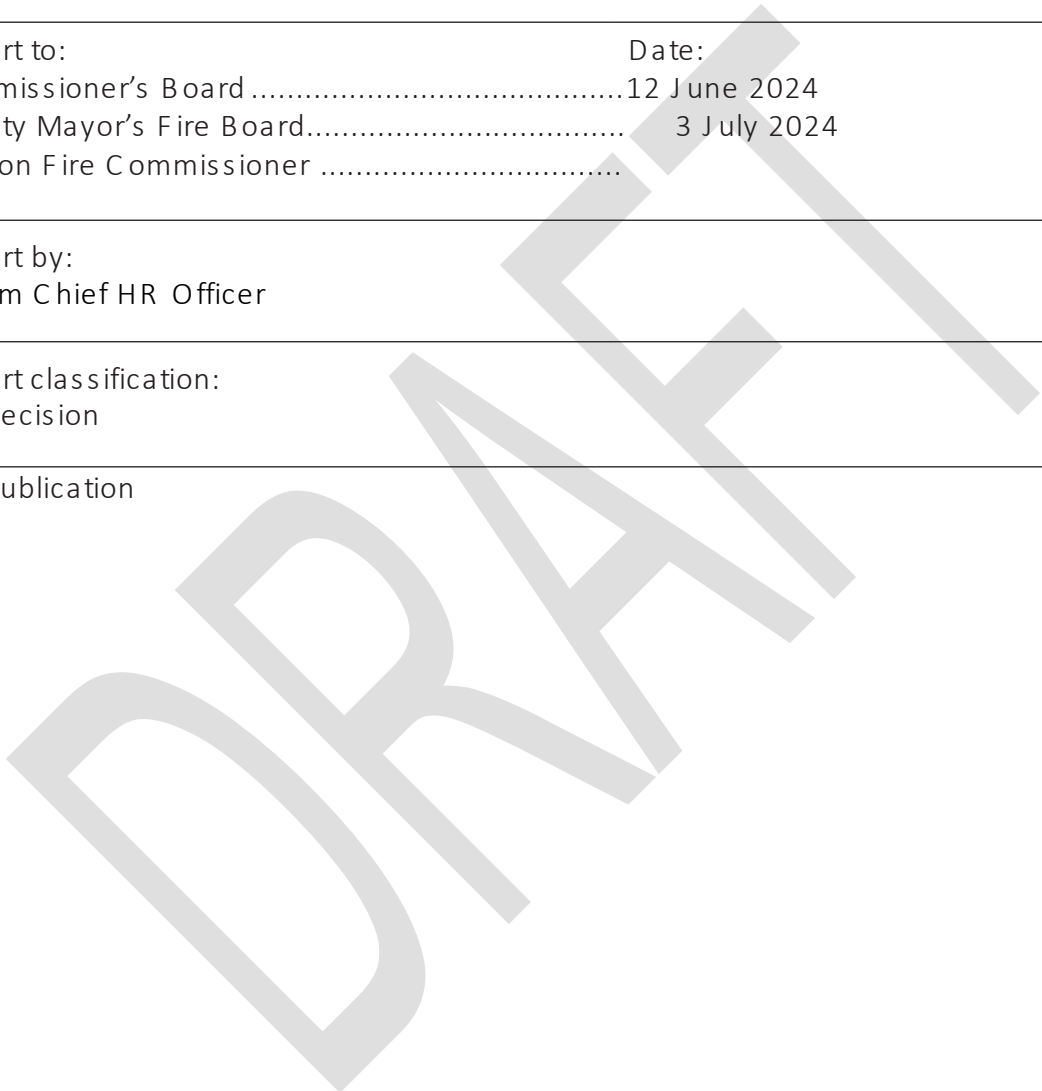 rt to: Date:
missioner's Board ..........................................12 June 2024
ty Mayor's Fire Board.................................... 3 July 2024
on Fire Commissioner ..................................
rt by:
m Chief HR Officer
rt classification:
ecision
ublication
DRAFT